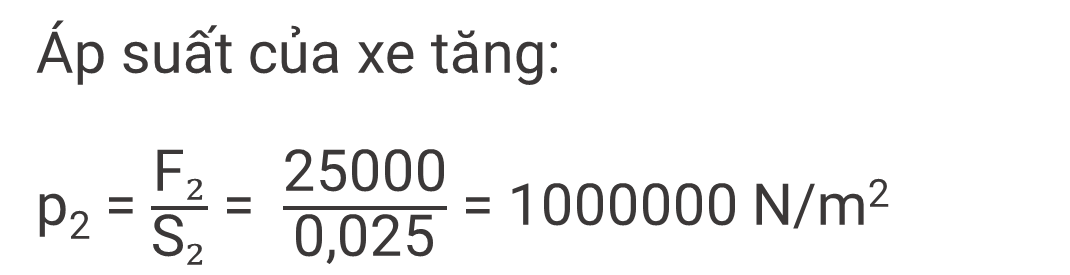 Áp suất của xe tăng:
p₂ = F₂/S₂ = 25000/0,025 = 1000000 N/m²